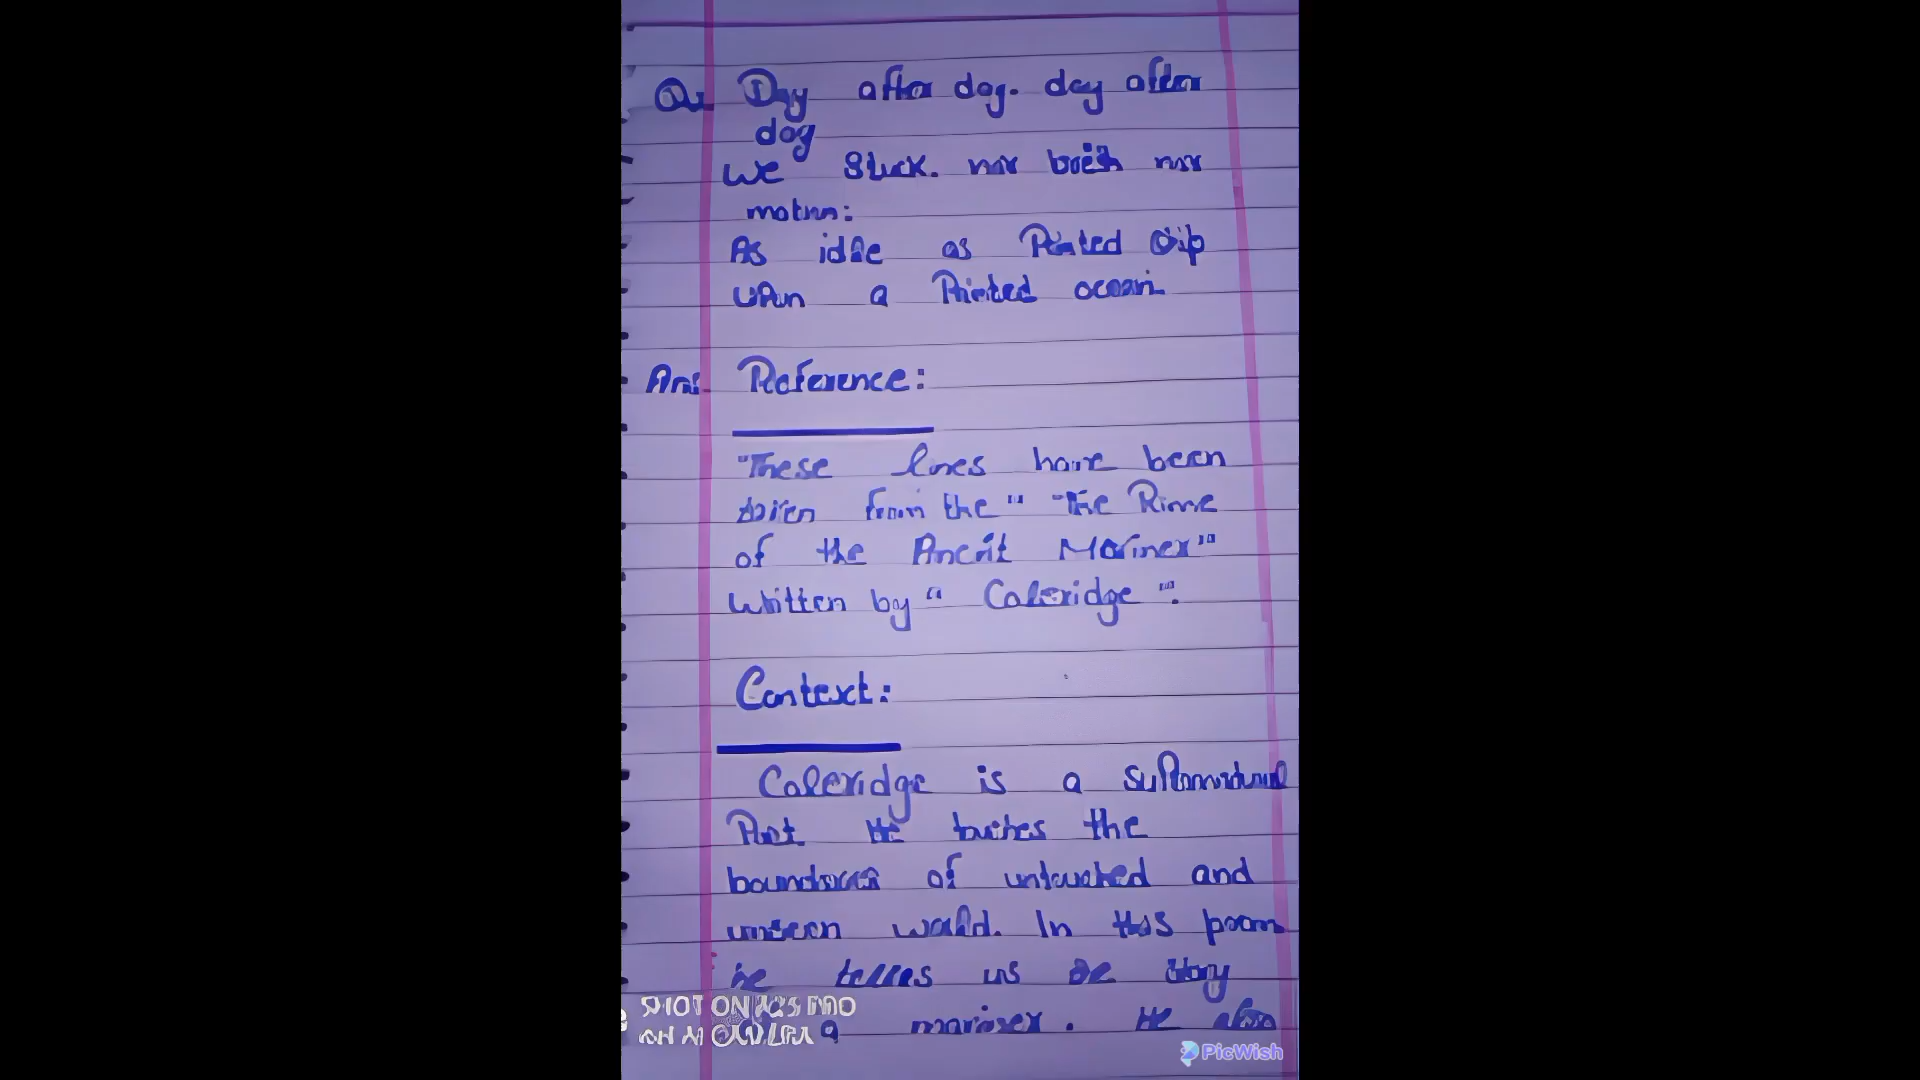 Day after day. day after
day
We Stuck. nor breath nor
motion:
As idle as Painted Ship
upon a Painted ocean.
Ans. Reference:
"These lines have been
taken from the" "The Rime
of the Mariner"
written by " Coleridge ".
Context:
Coleridge is a
Poet He touches the
boundaries of untouched and
unseen world. In this poem
he telles us the story
a mariner. He also
SHOT ON
PicWish